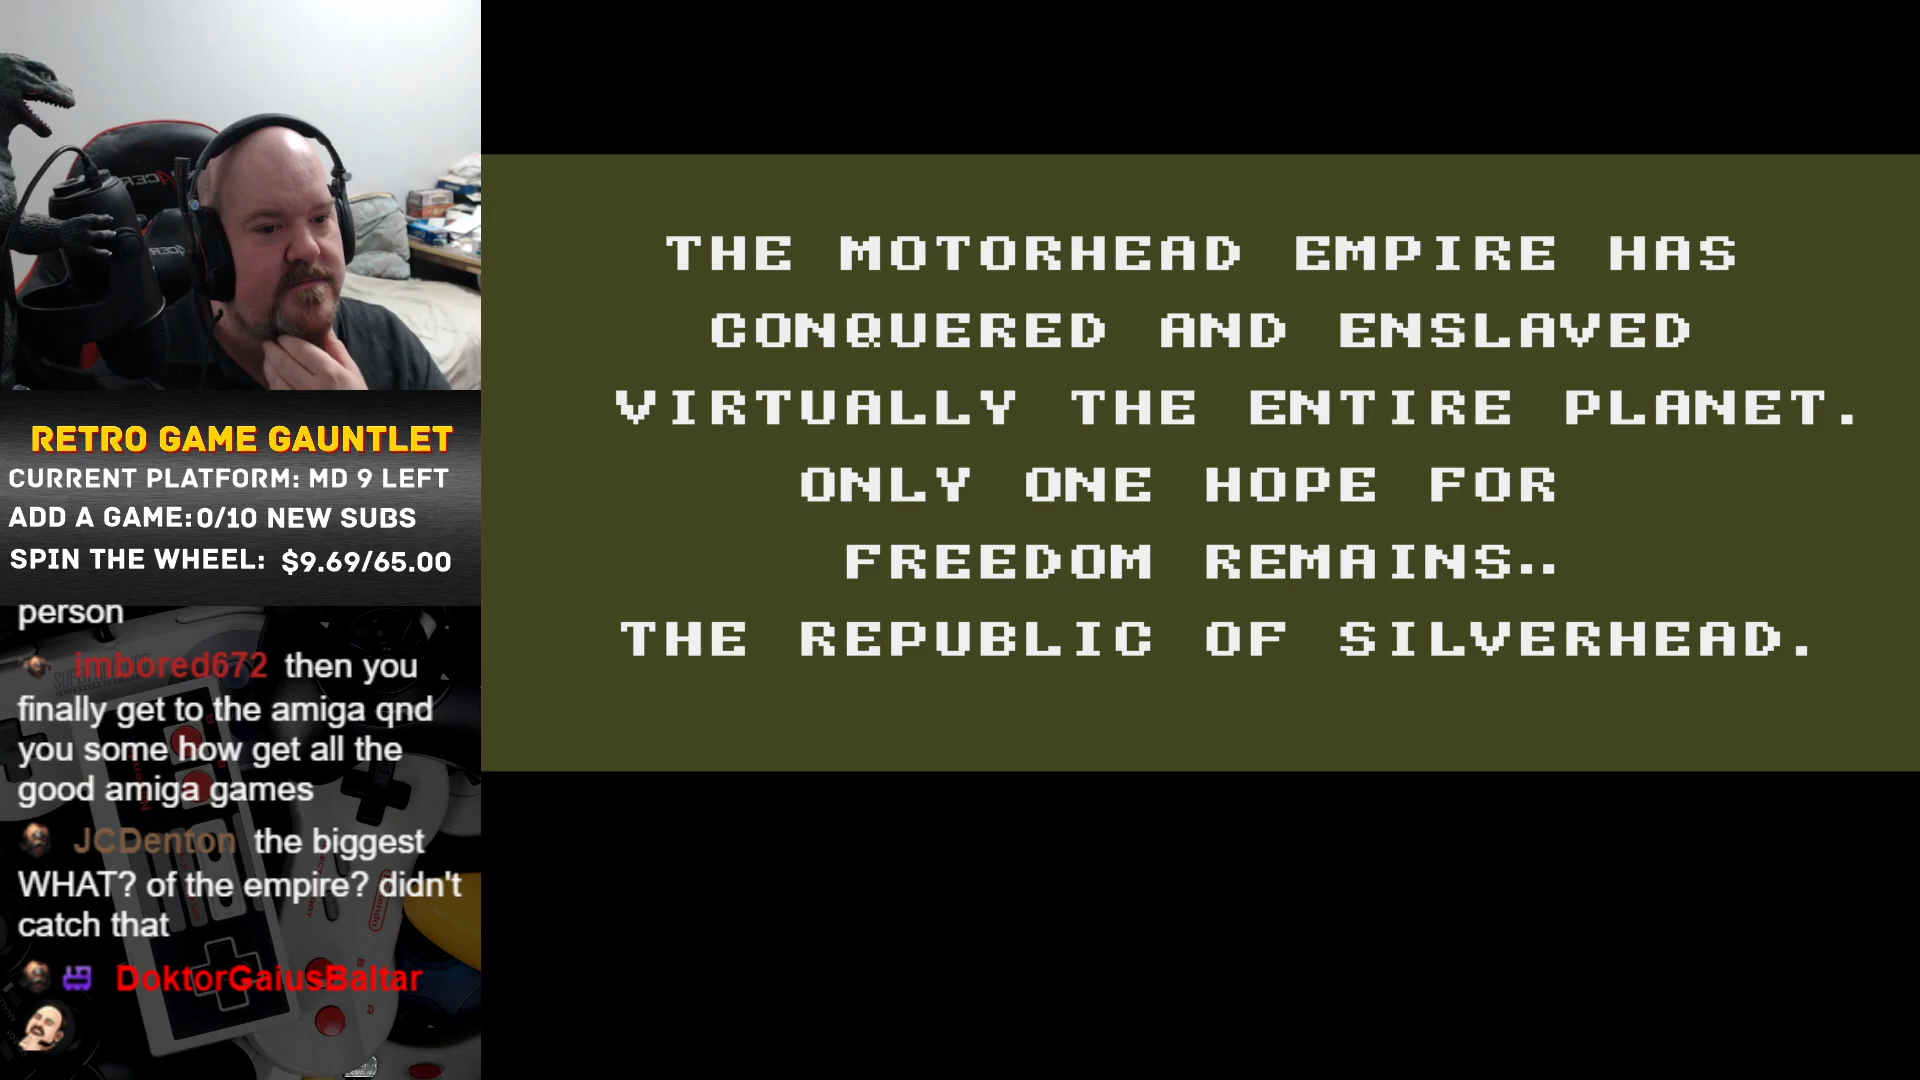 THE MOTORHEAD EMPIRE HAS
CONQUERED AND ENSLAVED
VIRTUALLY THE ENTIRE PLANET.
ONLY ONE HOPE FOR
FREEDOM REMAINS..
THE REPUBLIC OF SILVERHEAD.
RETRO GAME GAUNTLET
CURRENT PLATFORM: MD 9 LEFT
ADD A GAME: 0/10 NEW SUBS
SPIN THE WHEEL: $9.69/65.00
person
imbored672 then you
finally get to the amiga qnd
you some how get all the
good amiga games
JCDenton the biggest
WHAT? of the empire? didn't
catch that
DoktorGaiusBaltar